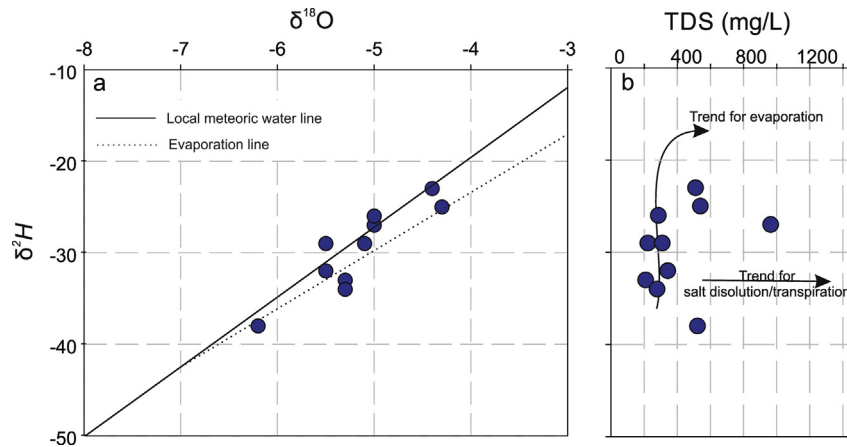 δ¹⁸O
TDS (mg/L)
-8 -7 -6 -5 -4 -3
0 400 800 1200
-10
a
b
Local meteoric water line
Evaporation line
Trend for evaporation
-20
δ²H
-30
Trend for
salt disolution/transpiration
-40
-50